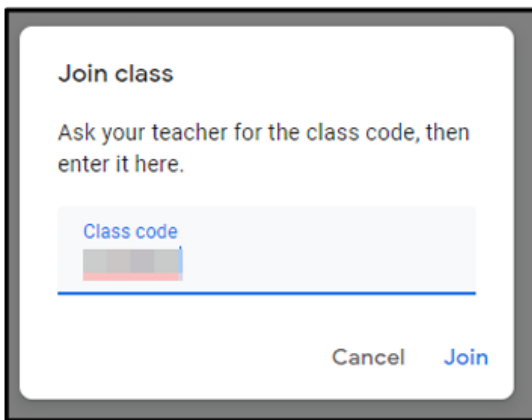 Join class
Ask your teacher for the class code, then
enter it here.
Class code
Cancel Join